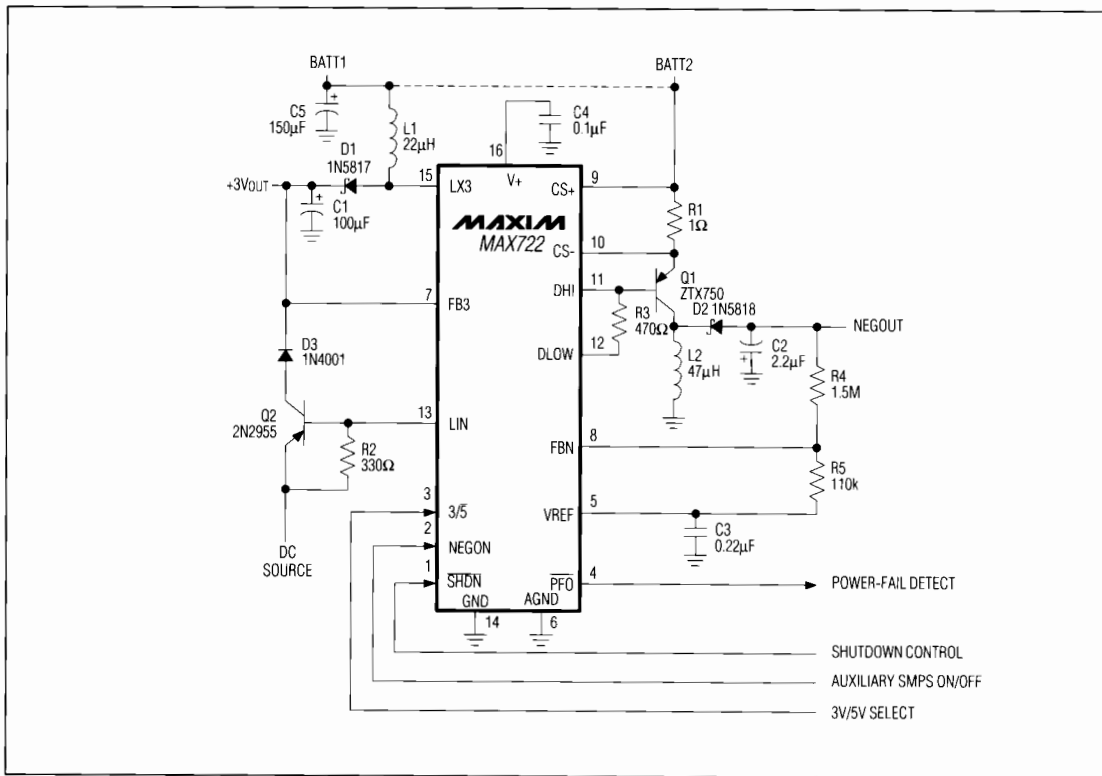 BATT1
BATT2
C5
150µF
L1
22µH
C4
0.1µF
16
V+
D1
1N5817
+3VOUT
15
LX3
CS+
9
C1
100µF
R1
1Ω
MAXIM
MAX722
CS-
10
DHI
11
Q1
ZTX750
D2 1N5818
NEGOUT
7
FB3
R3
470Ω
DLOW
12
L2
47µH
C2
2.2µF
D3
1N4001
R4
1.5M
Q2
2N2955
13
LIN
R2
330Ω
FBN
8
R5
110k
3
3/5
VREF
5
C3
0.22µF
2
NEGON
DC
SOURCE
1
SHDN
PFO
4
POWER-FAIL DETECT
GND
14
AGND
6
SHUTDOWN CONTROL
AUXILIARY SMPS ON/OFF
3V/5V SELECT